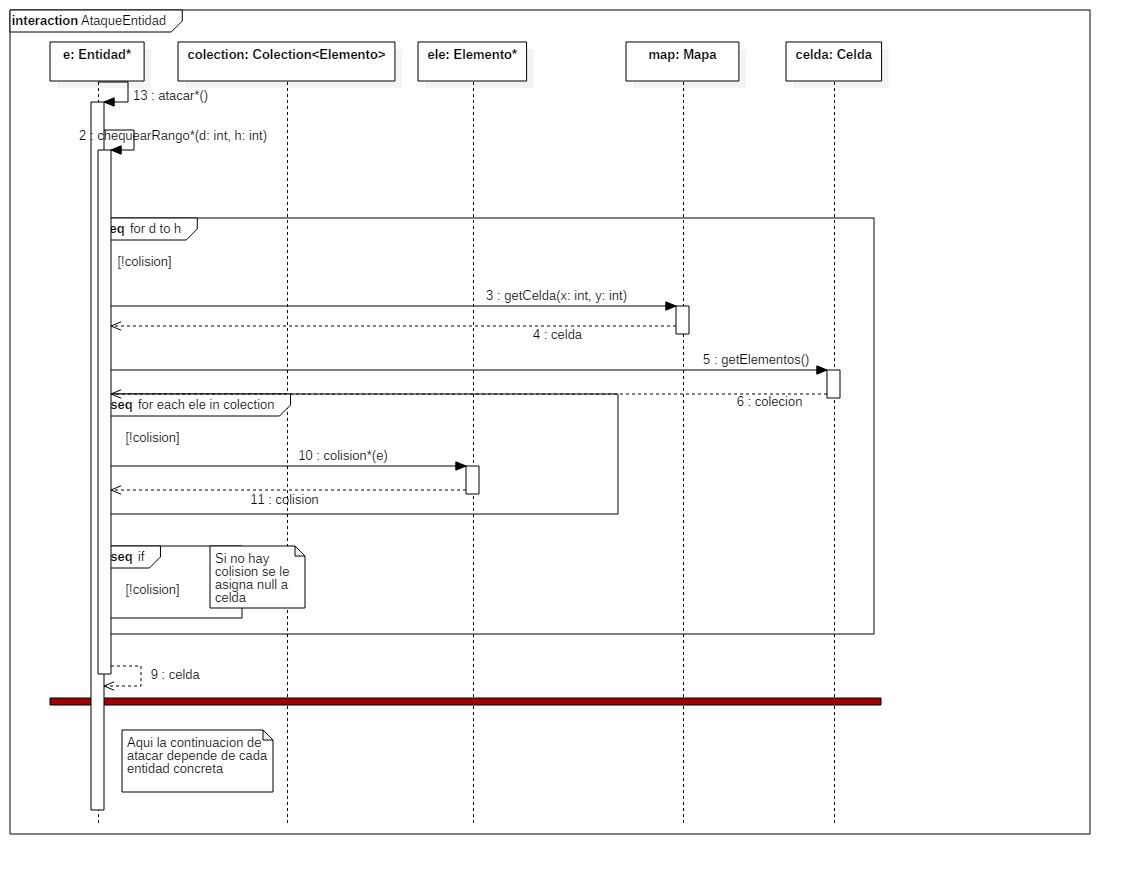 interaction AtaqueEntidad
e: Entidad*
colection: Colection<Elemento>
ele: Elemento*
map: Mapa
celda: Celda
13 : atacar*()
2 : chequearRango*(d: int, h: int)
eq for d to h
[!colision]
3 : getCelda(x: int, y: int)
4 : celda
5 : getElementos()
6 : colecion
seq for each ele in colection
[!colision]
10 : colision*(e)
11 : colision
seq if
[!colision]
Si no hay
colision se le
asigna null a
celda
9 : celda
Aqui la continuacion de
atacar depende de cada
entidad concreta